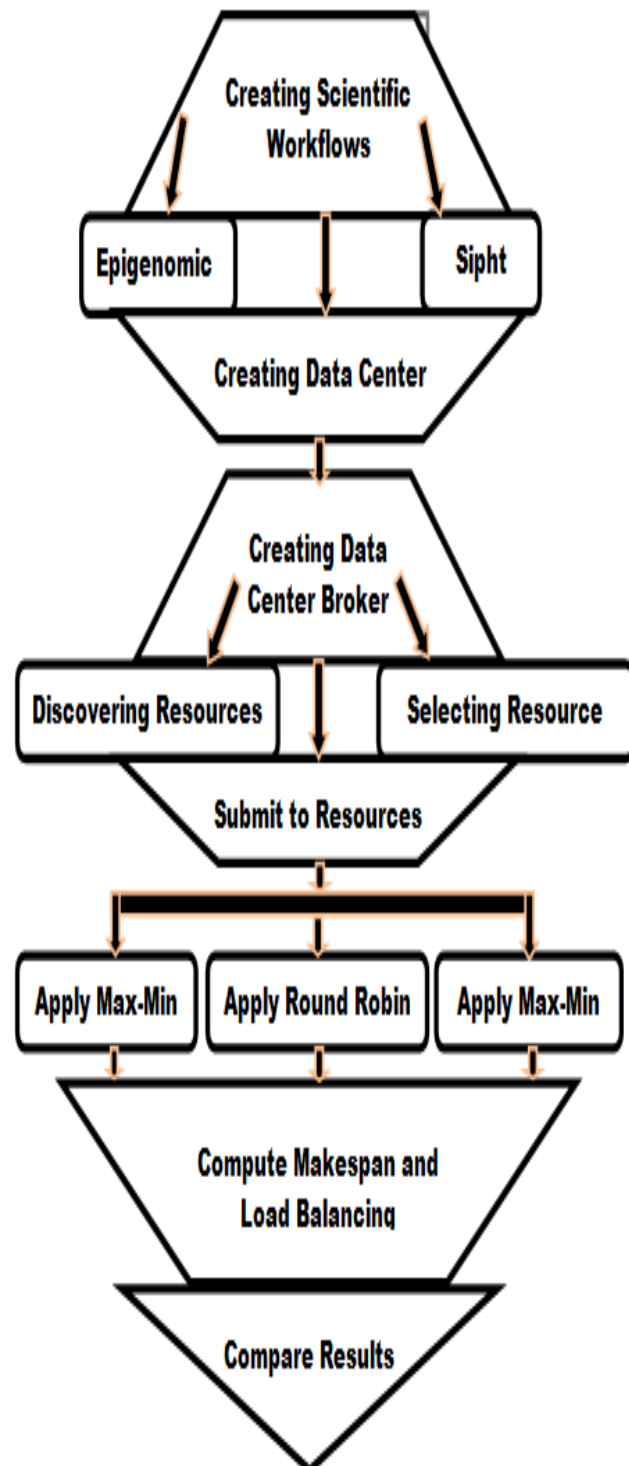 Creating Scientific
Workflows
Epigenomic
Sipht
Creating Data Center
Creating Data
Center Broker
Discovering Resources
Selecting Resource
Submit to Resources
Apply Max-Min
Apply Round Robin
Apply Max-Min
Compute Makespan and
Load Balancing
Compare Results